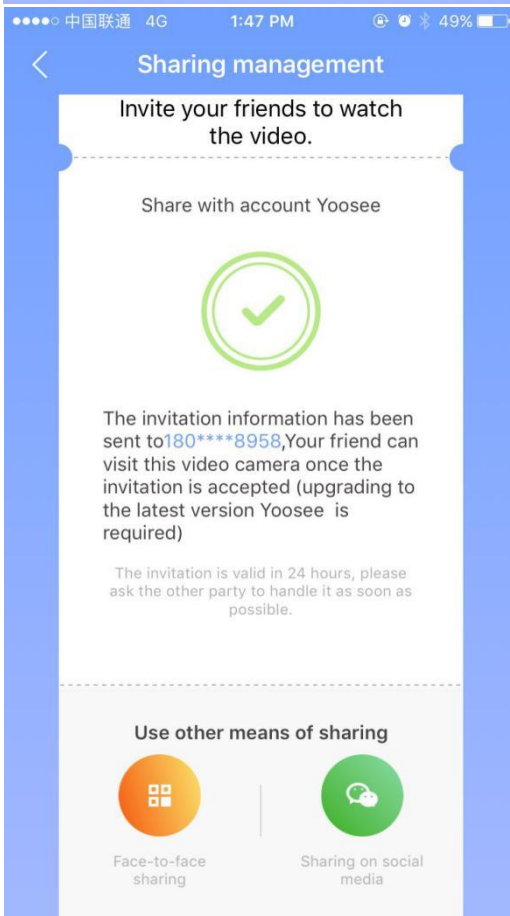 中国联通 4G 1:47 PM 49%
Sharing management
Invite your friends to watch
the video.
Share with account Yoosee
The invitation information has been
sent to180****8958,Your friend can
visit this video camera once the
invitation is accepted (upgrading to
the latest version Yoosee is
required)
The invitation is valid in 24 hours, please
ask the other party to handle it as soon as
possible.
Use other means of sharing
Face-to-face
sharing
Sharing on social
media